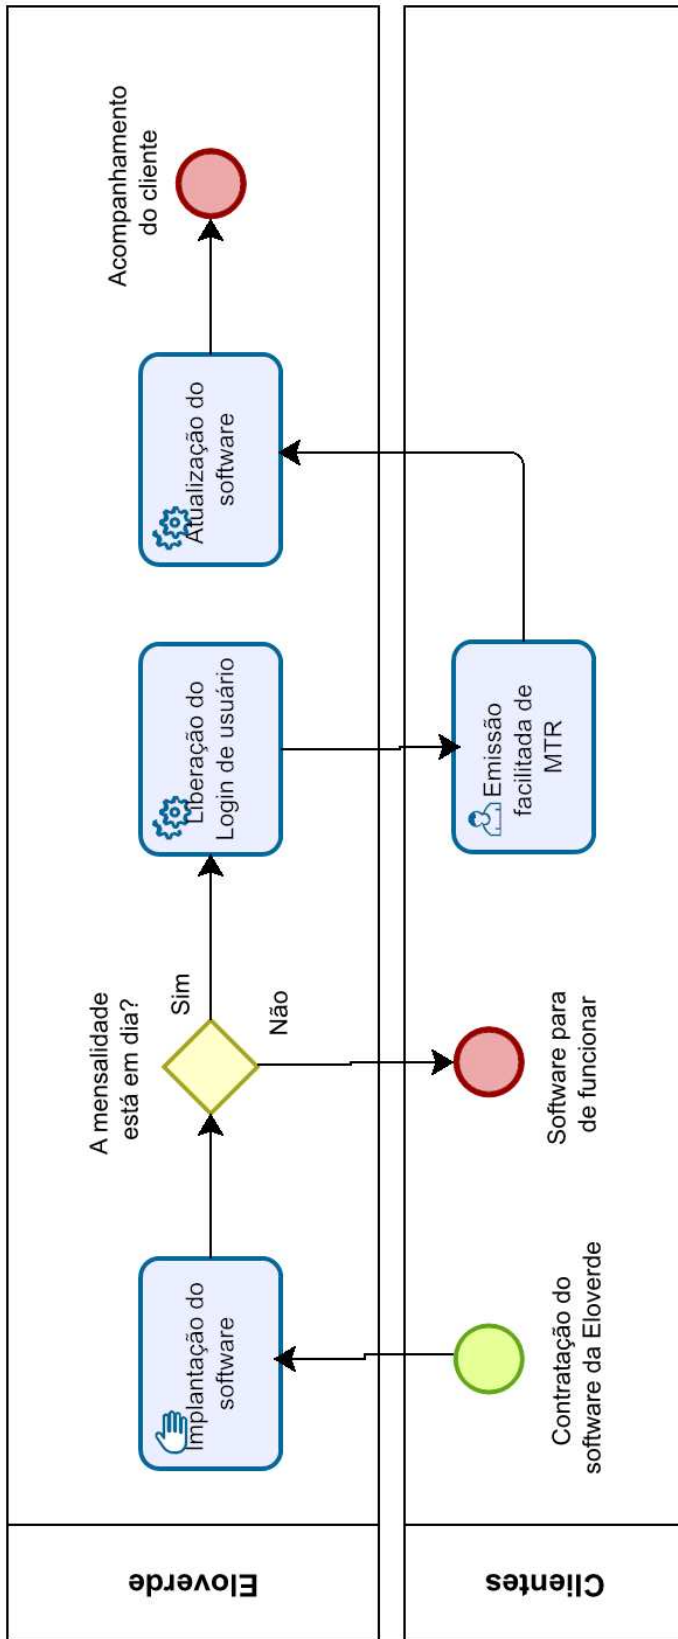 Eloverde
Implantação do
software
A mensalidade
está em dia?
Sim
Não
Liberação do
Login de usuário
Atualização do
software
Acompanhamento
do cliente
Clientes
Contratação do
software da Eloverde
Software para
de funcionar
Emissão
facilitada de
MTR